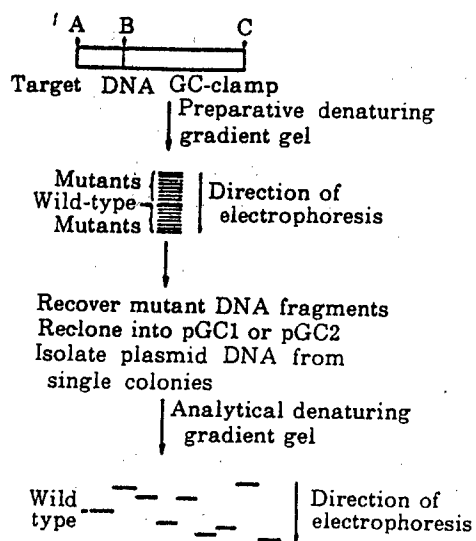 A B C
Target DNA GC-clamp
Preparative denaturing
gradient gel
Mutants
Wild-type
Mutants
Direction of
electrophoresis
Recover mutant DNA fragments
Reclone into pGC1 or pGC2
Isolate plasmid DNA from
single colonies
Analytical denaturing
gradient gel
Wild
type
Direction of
electrophoresis